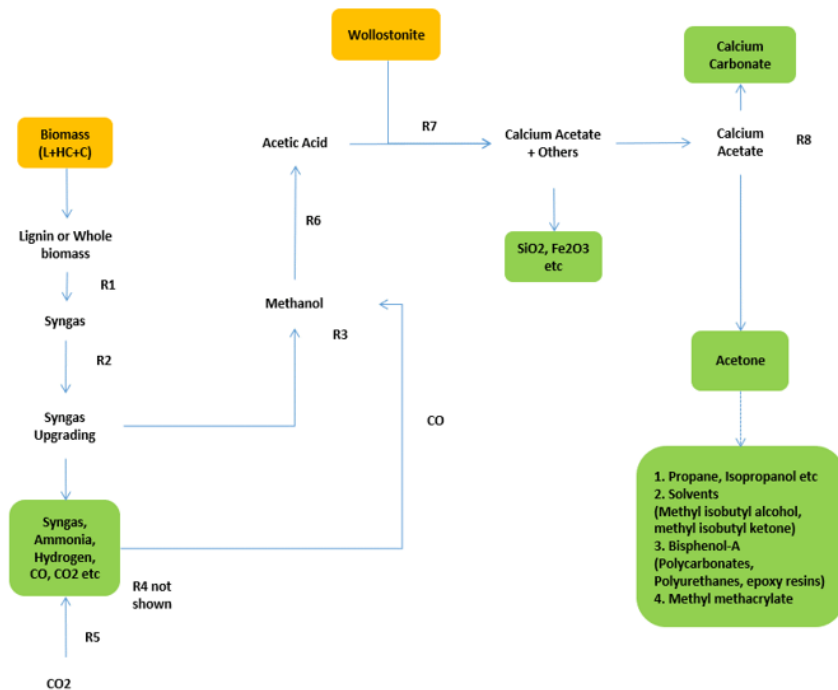 Wollostonite
Calcium
Carbonate
Biomass
(L+HC+C)
Acetic Acid
R7
Calcium Acetate
+ Others
Calcium
Acetate
R8
Lignin or Whole
biomass
R6
SiO2, Fe2O3
etc
R1
Syngas
Methanol
R3
R2
Acetone
Syngas
Upgrading
CO
1. Propane, Isopropanol etc
2. Solvents
(Methyl isobutyl alcohol,
methyl isobutyl ketone)
3. Bisphenol-A
(Polycarbonates,
Polyurethanes, epoxy resins)
4. Methyl methacrylate
Syngas,
Ammonia,
Hydrogen,
CO, CO2 etc
R4 not
shown
R5
CO2